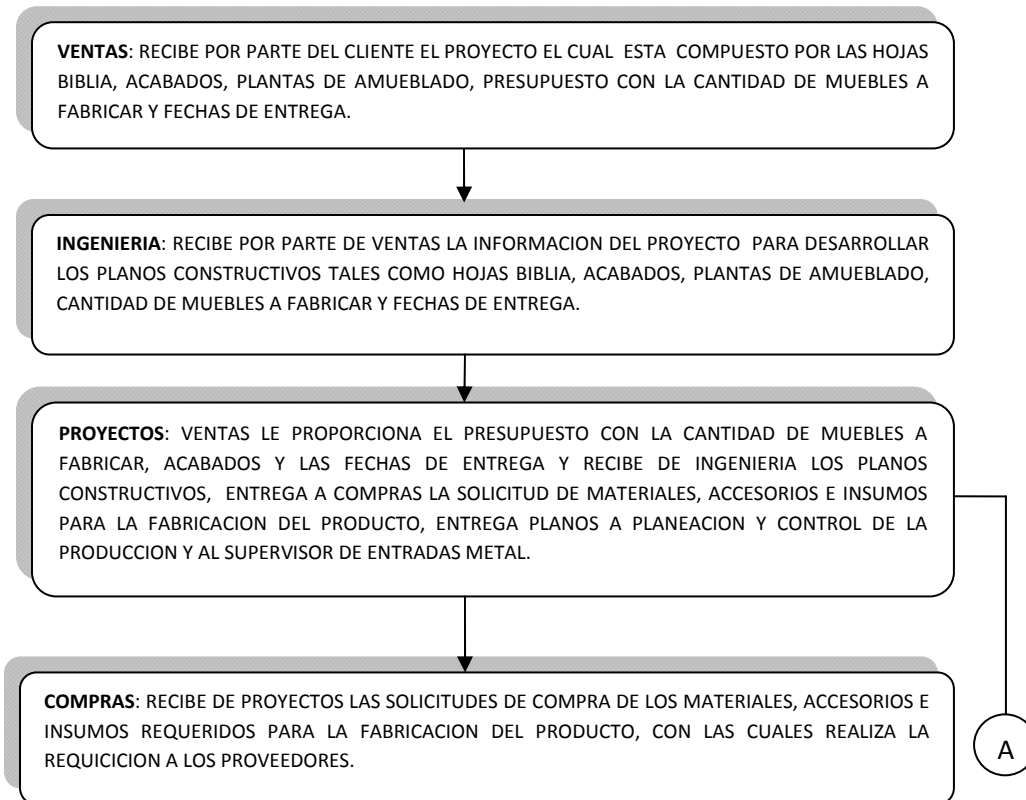 VENTAS: RECIBE POR PARTE DEL CLIENTE EL PROYECTO EL CUAL ESTA COMPUESTO POR LAS HOJAS
BIBLIA, ACABADOS, PLANTAS DE AMUEBLADO, PRESUPUESTO CON LA CANTIDAD DE MUEBLES A
FABRICAR Y FECHAS DE ENTREGA.
INGENIERIA: RECIBE POR PARTE DE VENTAS LA INFORMACION DEL PROYECTO PARA DESARROLLAR
LOS PLANOS CONSTRUCTIVOS TALES COMO HOJAS BIBLIA, ACABADOS, PLANTAS DE AMUEBLADO,
CANTIDAD DE MUEBLES A FABRICAR Y FECHAS DE ENTREGA.
PROYECTOS: VENTAS LE PROPORCIONA EL PRESUPUESTO CON LA CANTIDAD DE MUEBLES A
FABRICAR, ACABADOS Y LAS FECHAS DE ENTREGA Y RECIBE DE INGENIERIA LOS PLANOS
CONSTRUCTIVOS, ENTREGA A COMPRAS LA SOLICITUD DE MATERIALES, ACCESORIOS E INSUMOS
PARA LA FABRICACION DEL PRODUCTO, ENTREGA PLANOS A PLANEACION Y CONTROL DE LA
PRODUCCION Y AL SUPERVISOR DE ENTRADAS METAL.
COMPRAS: RECIBE DE PROYECTOS LAS SOLICITUDES DE COMPRA DE LOS MATERIALES, ACCESORIOS E
INSUMOS REQUERIDOS PARA LA FABRICACION DEL PRODUCTO, CON LAS CUALES REALIZA LA
REQUICICION A LOS PROVEEDORES.
A